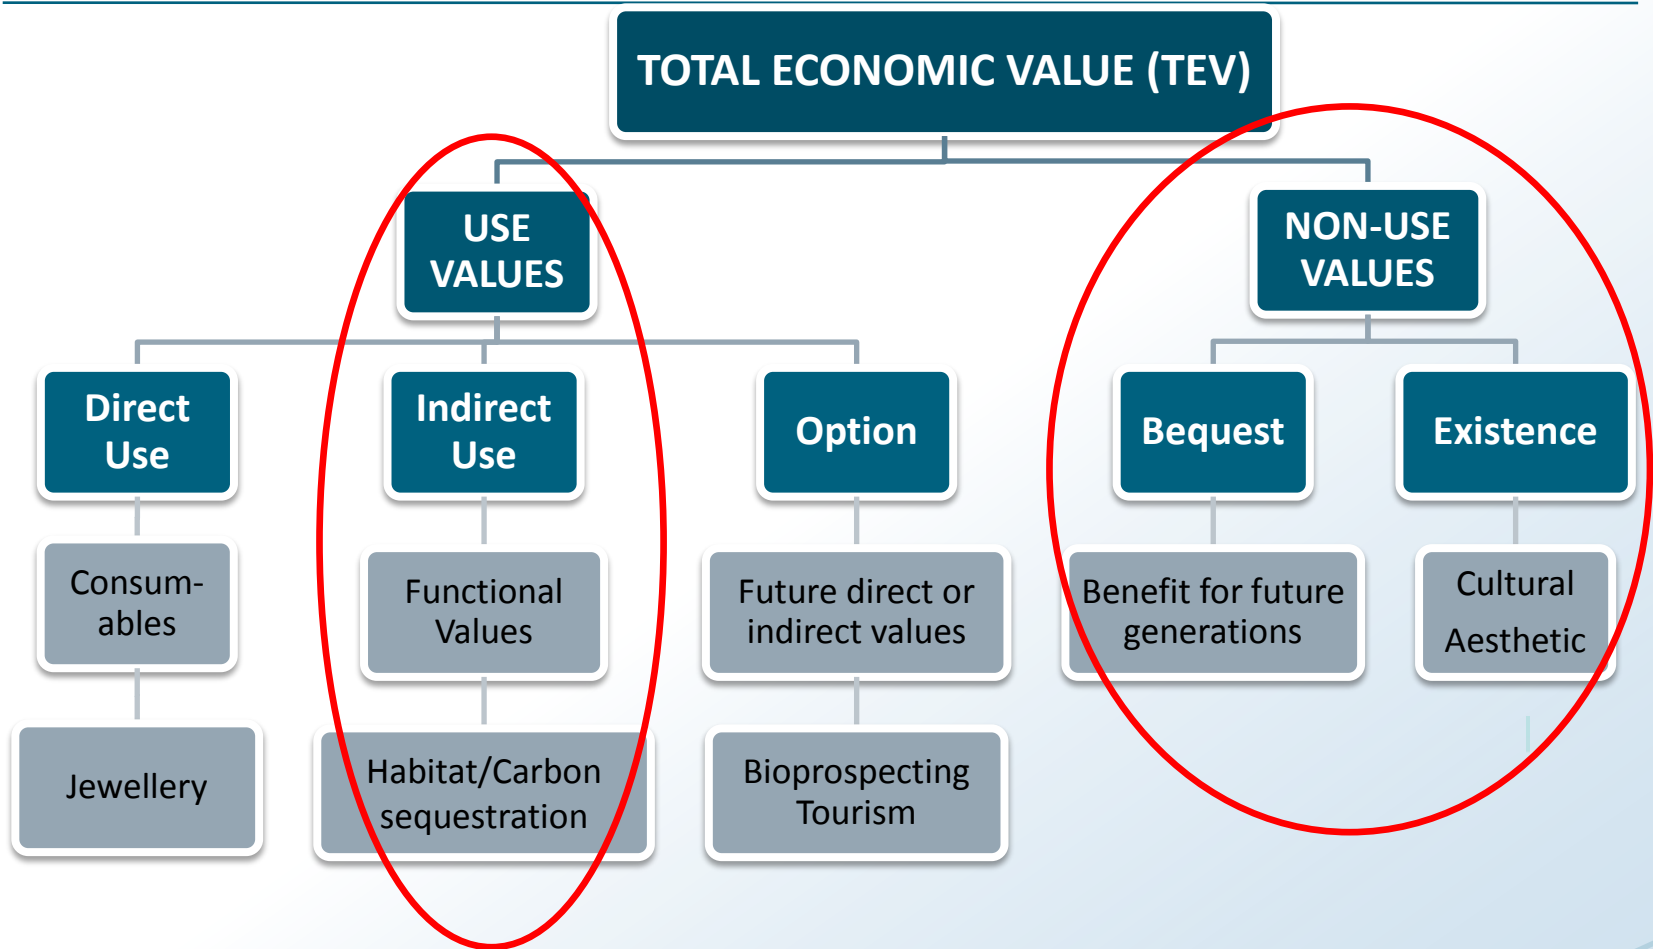 TOTAL ECONOMIC VALUE (TEV)
USE
VALUES
NON-USE
VALUES
Direct
Use
Indirect
Use
Option
Bequest
Existence
Consum-
ables
Functional
Values
Future direct or
indirect values
Benefit for future
generations
Cultural
Aesthetic
Jewellery
Habitat/Carbon
sequestration
Bioprospecting
Tourism